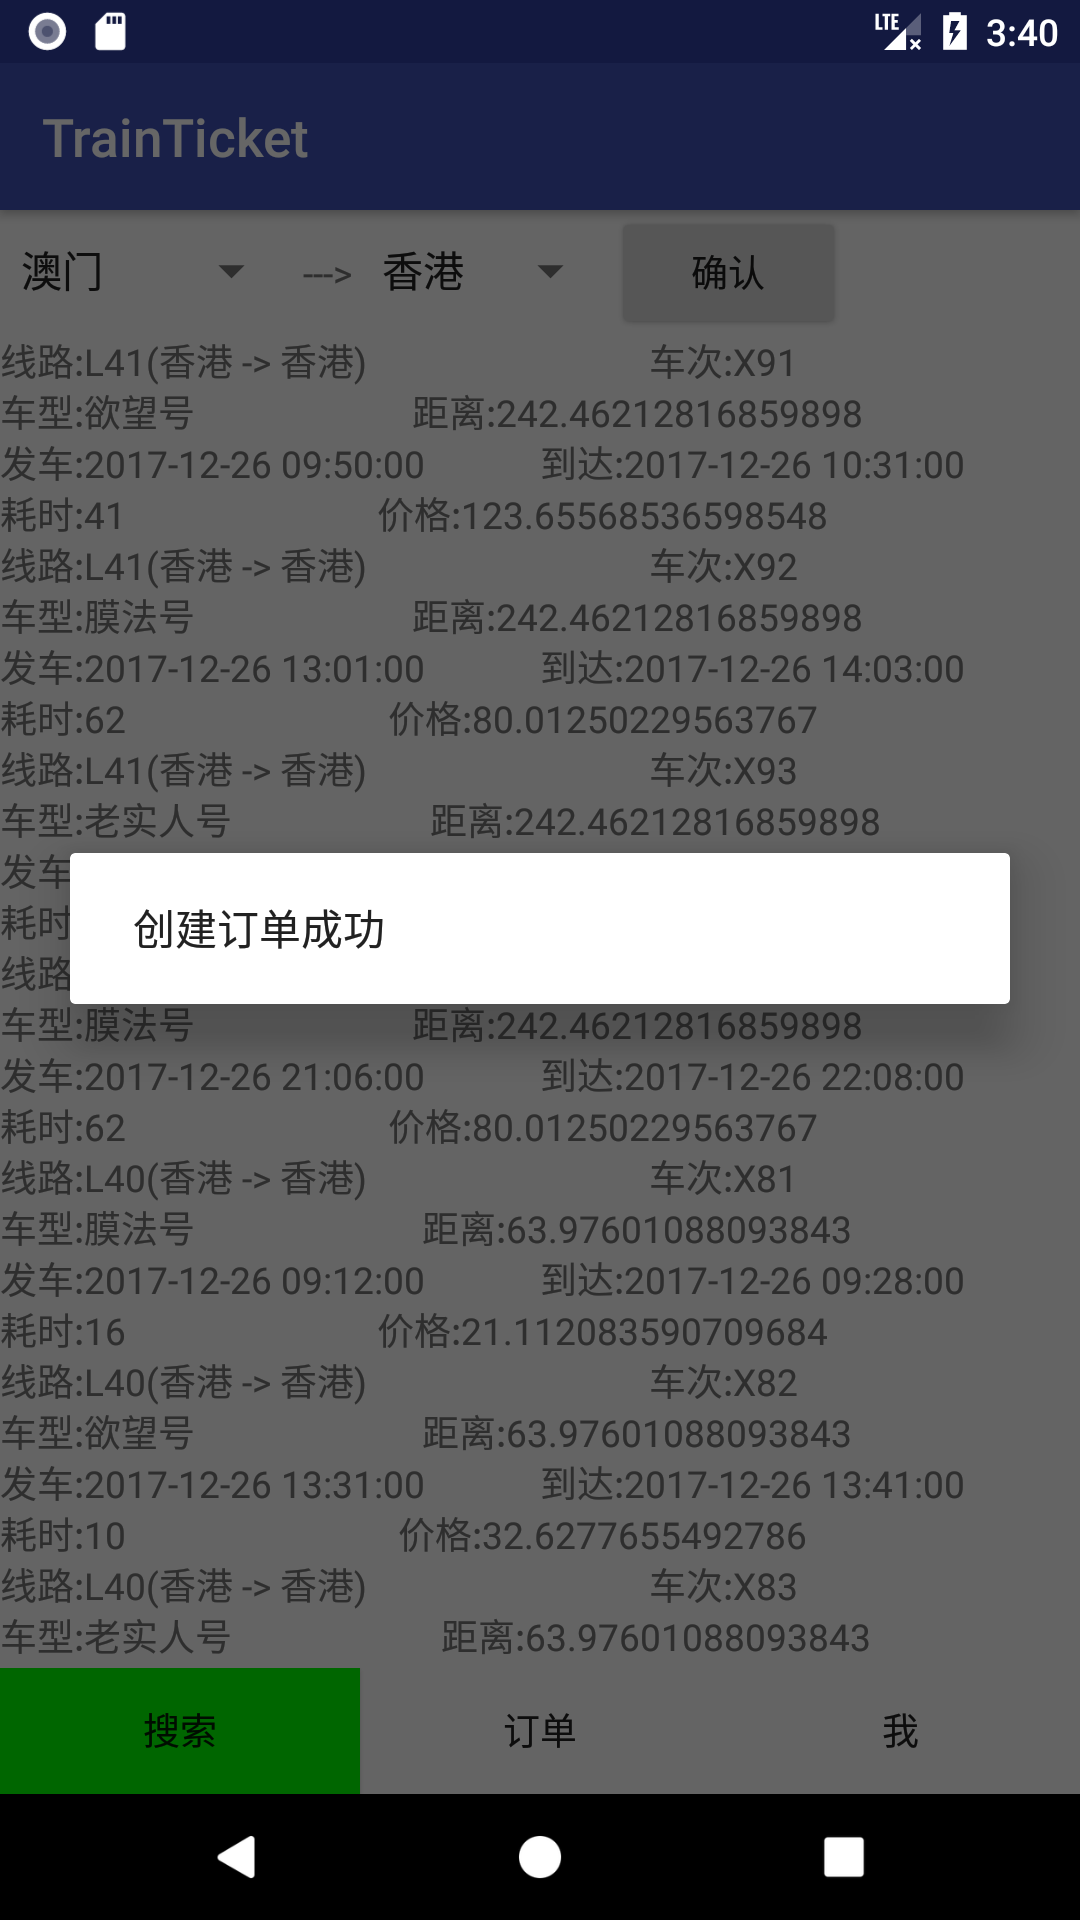 LTE 3:40
TrainTicket
澳门 ---> 香港 确认
线路:L41(香港 -> 香港) 车次:X91
车型:欲望号 距离:242.46212816859898
发车:2017-12-26 09:50:00 到达:2017-12-26 10:31:00
耗时:41 价格:123.65568536598548
线路:L41(香港 -> 香港) 车次:X92
车型:膜法号 距离:242.46212816859898
发车:2017-12-26 13:01:00 到达:2017-12-26 14:03:00
耗时:62 价格:80.01250229563767
线路:L41(香港 -> 香港) 车次:X93
车型:老实人号 距离:242.46212816859898
发车
耗时
创建订单成功
线路
车型:膜法号 距离:242.46212816859898
发车:2017-12-26 21:06:00 到达:2017-12-26 22:08:00
耗时:62 价格:80.01250229563767
线路:L40(香港 -> 香港) 车次:X81
车型:膜法号 距离:63.97601088093843
发车:2017-12-26 09:12:00 到达:2017-12-26 09:28:00
耗时:16 价格:21.112083590709684
线路:L40(香港 -> 香港) 车次:X82
车型:欲望号 距离:63.97601088093843
发车:2017-12-26 13:31:00 到达:2017-12-26 13:41:00
耗时:10 价格:32.6277655492786
线路:L40(香港 -> 香港) 车次:X83
车型:老实人号 距离:63.97601088093843
搜索 订单 我